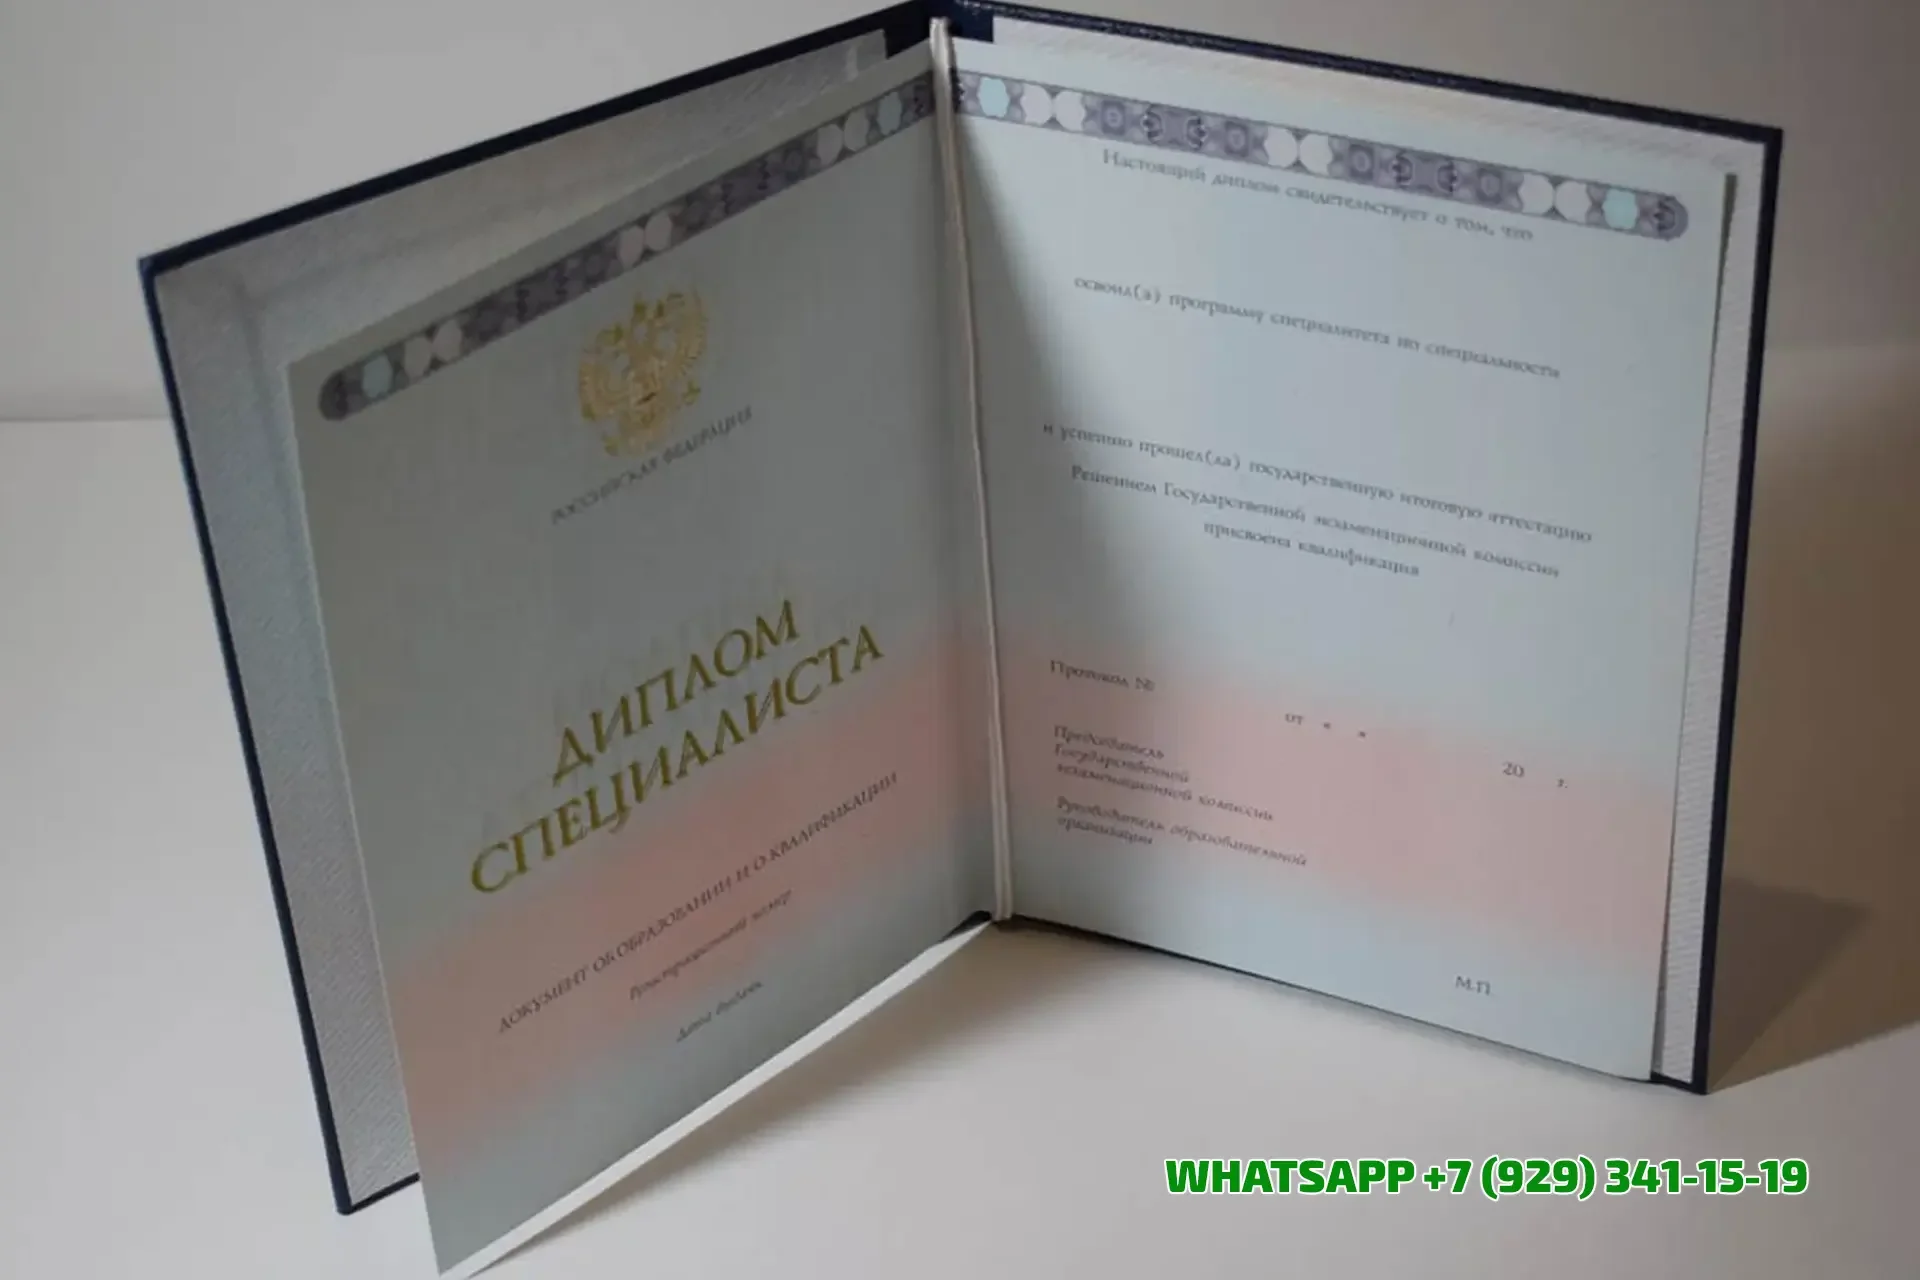 РОССИЙСКАЯ ФЕДЕРАЦИЯ
ДИПЛОМ
СПЕЦИАЛИСТА
ДОКУМЕНТ ОБ ОБРАЗОВАНИИ И О КВАЛИФИКАЦИИ
Регистрационный номер
Дата выдачи
Настоящий диплом свидетельствует о том, что
освоил(а) программу специалитета по специальности
и успешно прошел(ла) государственную итоговую аттестацию
Решением Государственной экзаменационной комиссии
присвоена квалификация
Протокол №
от « » 20 г.
Председатель
Государственной
экзаменационной комиссии
Руководитель образовательной
организации
М.П.
WHATSAPP +7 (929) 341-15-19